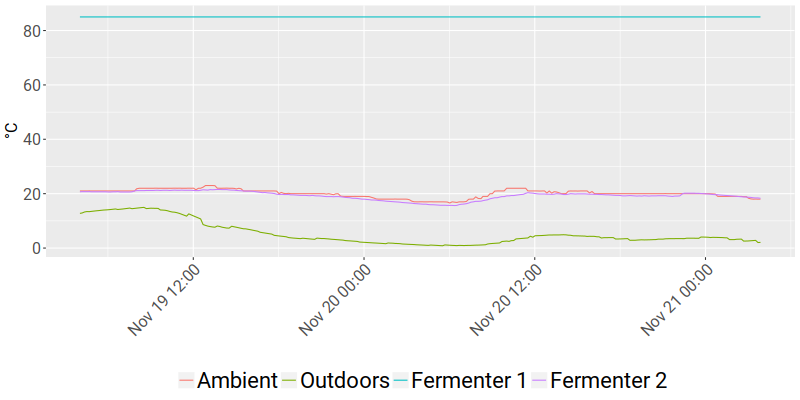 80
60
40
20
0
°C
Nov 19 12:00
Nov 20 00:00
Nov 20 12:00
Nov 21 00:00
Ambient Outdoors Fermenter 1 Fermenter 2